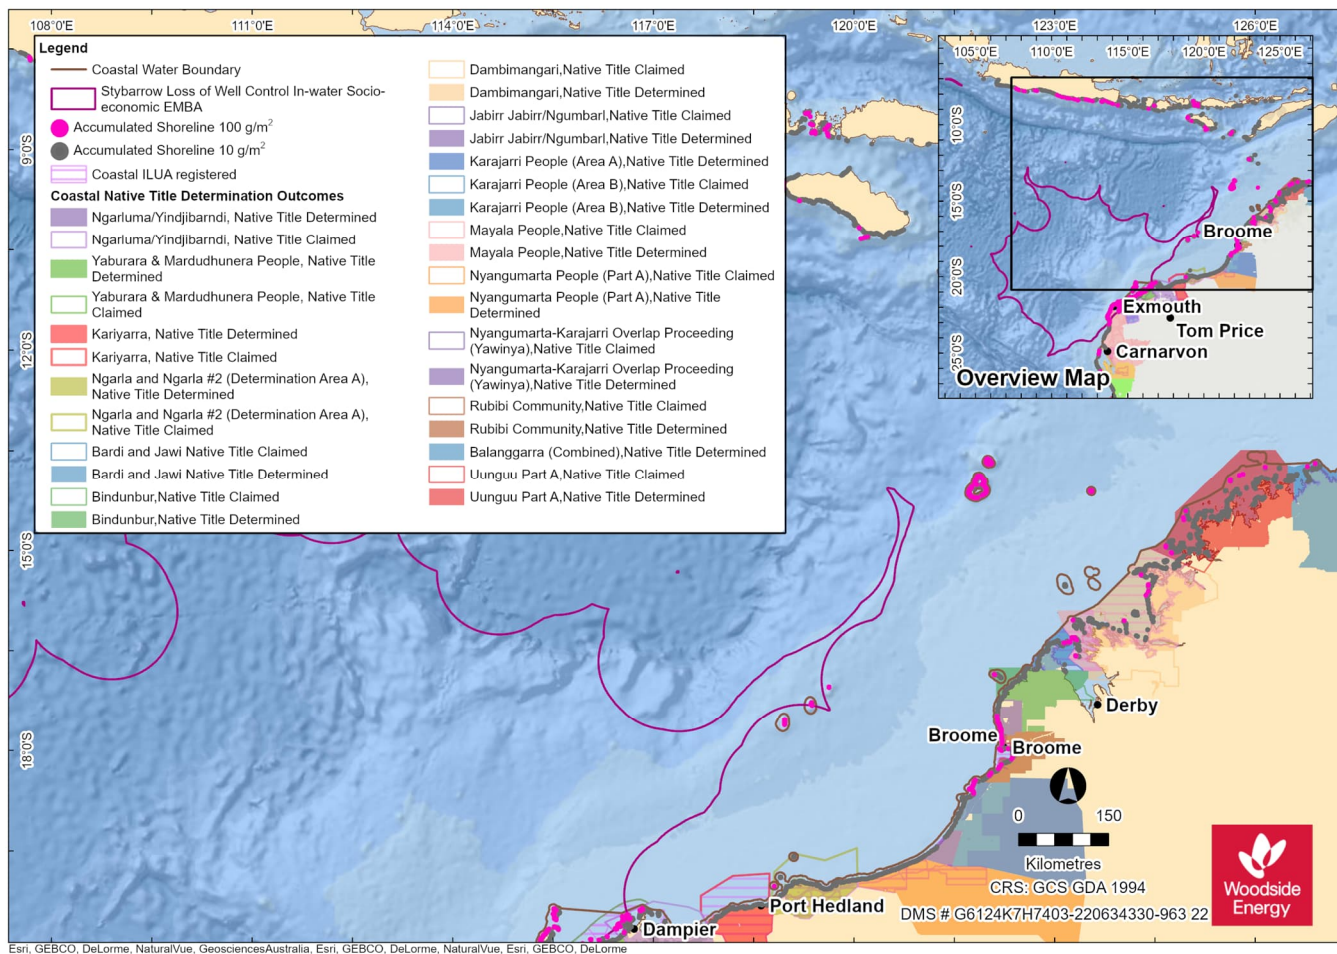 108°0'E 111°0'E 114°0'E 117°0'E 120°0'E 123°0'E 126°0'E
Legend
Coastal Water Boundary
Stybarrow Loss of Well Control In-water Socio-
economic EMBA
Accumulated Shoreline 100 g/m²
Accumulated Shoreline 10 g/m²
Coastal ILUA registered
Coastal Native Title Determination Outcomes
Ngarluma/Yindjibarndi, Native Title Determined
Ngarluma/Yindjibarndi, Native Title Claimed
Yaburara & Mardudhunera People, Native Title
Determined
Yaburara & Mardudhunera People, Native Title
Claimed
Kariyarra, Native Title Determined
Kariyarra, Native Title Claimed
Ngarla and Ngarla #2 (Determination Area A),
Native Title Determined
Ngarla and Ngarla #2 (Determination Area A),
Native Title Claimed
Bardi and Jawi Native Title Claimed
Bardi and Jawi Native Title Determined
Bindunbur,Native Title Claimed
Bindunbur,Native Title Determined
Dambimangari,Native Title Claimed
Dambimangari,Native Title Determined
Jabirr Jabirr/Ngumbarl,Native Title Claimed
Jabirr Jabirr/Ngumbarl,Native Title Determined
Karajarri People (Area A),Native Title Determined
Karajarri People (Area B),Native Title Claimed
Karajarri People (Area B),Native Title Determined
Mayala People,Native Title Claimed
Mayala People,Native Title Determined
Nyangumarta People (Part A),Native Title Claimed
Nyangumarta People (Part A),Native Title
Determined
Nyangumarta-Karajarri Overlap Proceeding
(Yawinya),Native Title Claimed
Nyangumarta-Karajarri Overlap Proceeding
(Yawinya),Native Title Determined
Rubibi Community,Native Title Claimed
Rubibi Community,Native Title Determined
Balanggarra (Combined),Native Title Determined
Uunguu Part A,Native Title Claimed
Uunguu Part A,Native Title Determined
105°0'E 110°0'E 115°0'E 120°0'E 125°0'E
10°0'S
15°0'S
20°0'S
25°0'S
Broome
Exmouth
Tom Price
Carnarvon
Overview Map
9°0'S
12°0'S
15°0'S
18°0'S
Derby
Broome
Broome
Port Hedland
Dampier
0 150
Kilometres
CRS: GCS GDA 1994
DMS # G6124K7H7403-220634330-963 22
Woodside
Energy
Esri, GEBCO, DeLorme, NaturalVue, GeosciencesAustralia, Esri, GEBCO, DeLorme, NaturalVue, Esri, GEBCO, DeLorme